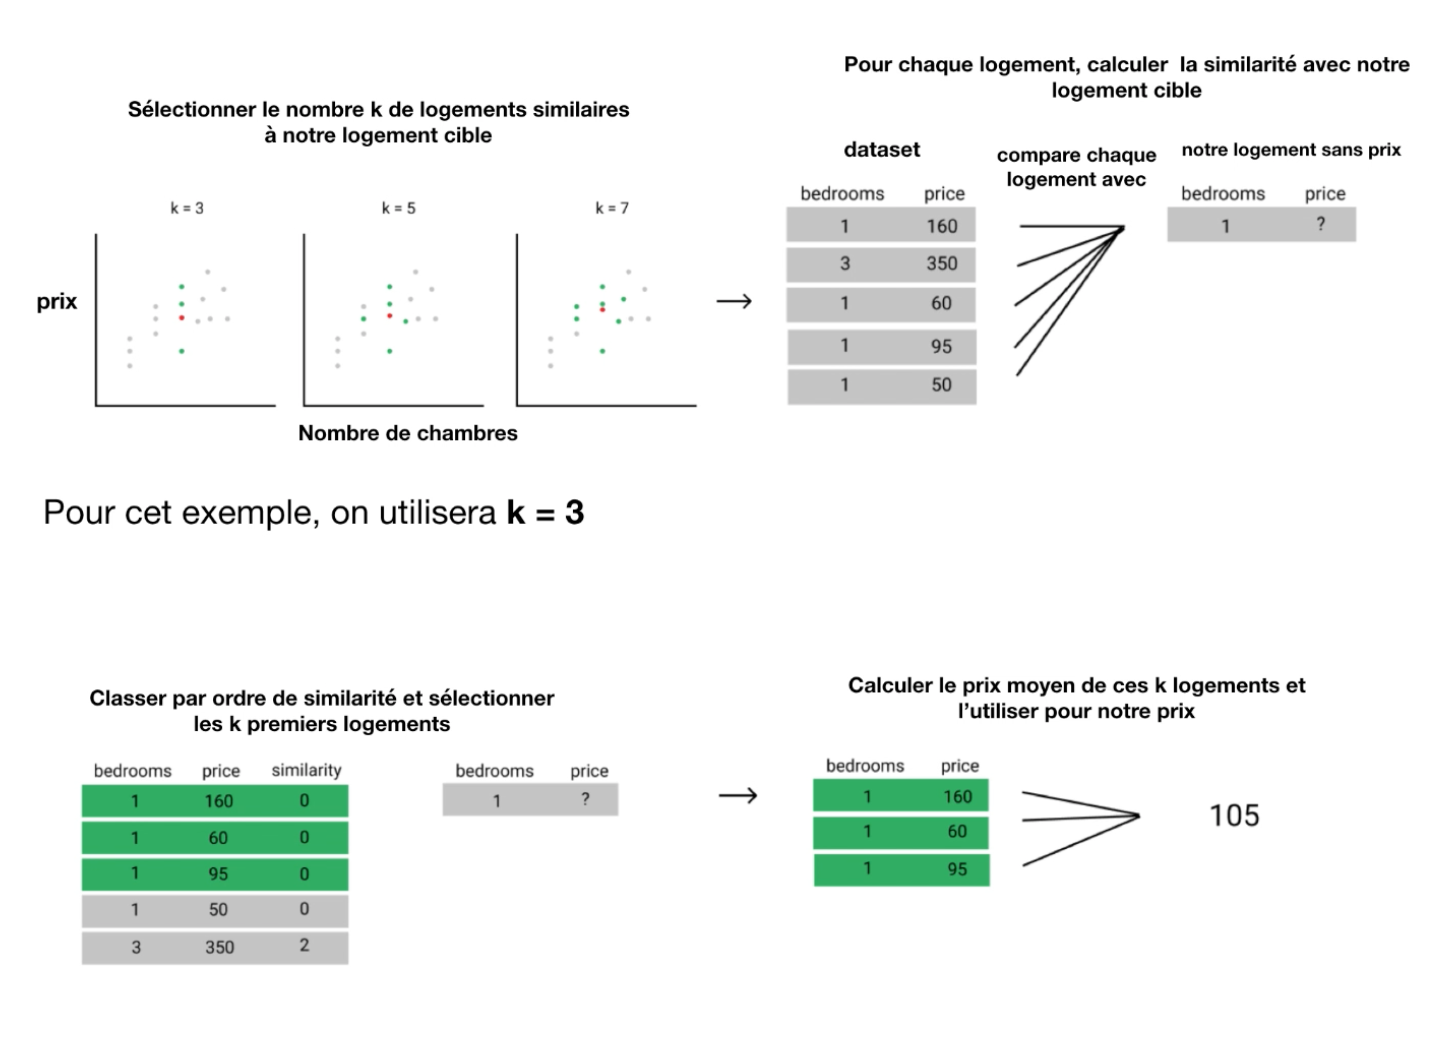 Sélectionner le nombre k de logements similaires
à notre logement cible
k = 3
k = 5
k = 7
prix
Nombre de chambres
Pour chaque logement, calculer la similarité avec notre
logement cible
dataset
compare chaque
logement avec
notre logement sans prix
bedrooms price
1 160
3 350
1 60
1 95
1 50
bedrooms price
1 ?
Pour cet exemple, on utilisera k = 3
Classer par ordre de similarité et sélectionner
les k premiers logements
bedrooms price similarity
1 160 0
1 60 0
1 95 0
1 50 0
3 350 2
bedrooms price
1 ?
Calculer le prix moyen de ces k logements et
l’utiliser pour notre prix
bedrooms price
1 160
1 60
1 95
105